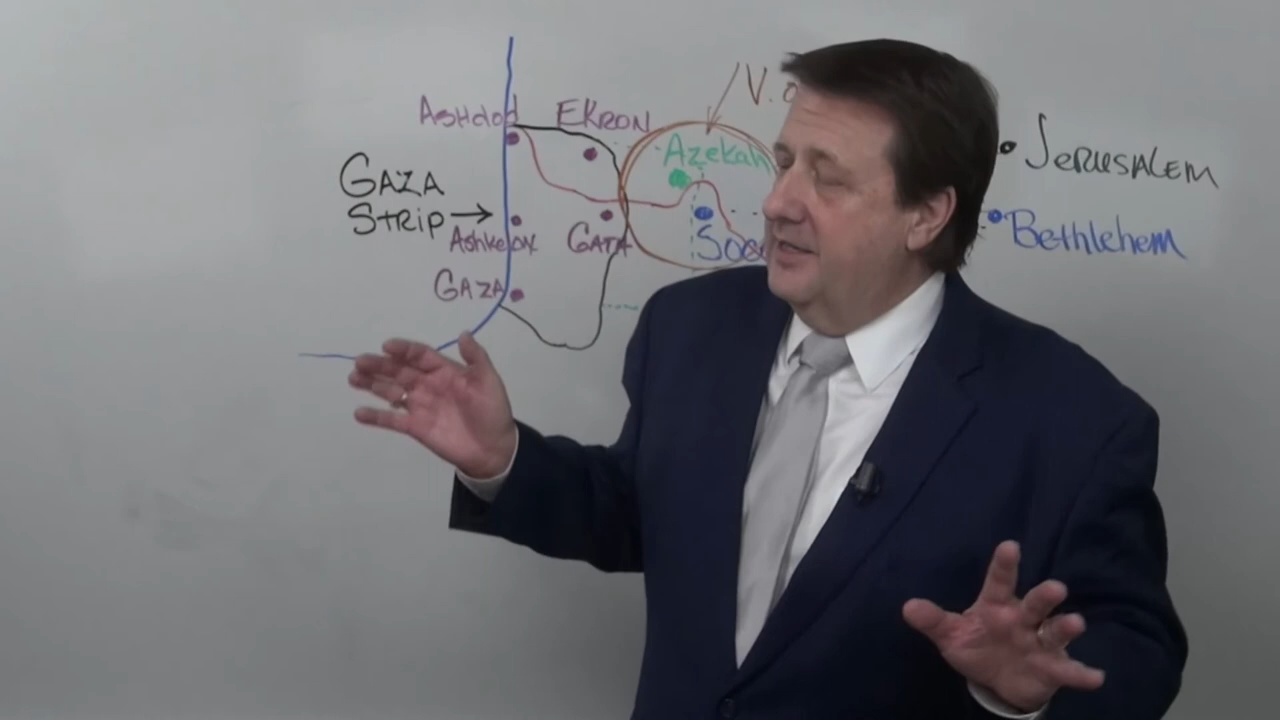 V.
Ashdod
EKRON
Azekah
JERUSALEM
GAZA
STRIP
Ashkelon
GATH
Bethlehem
GAZA